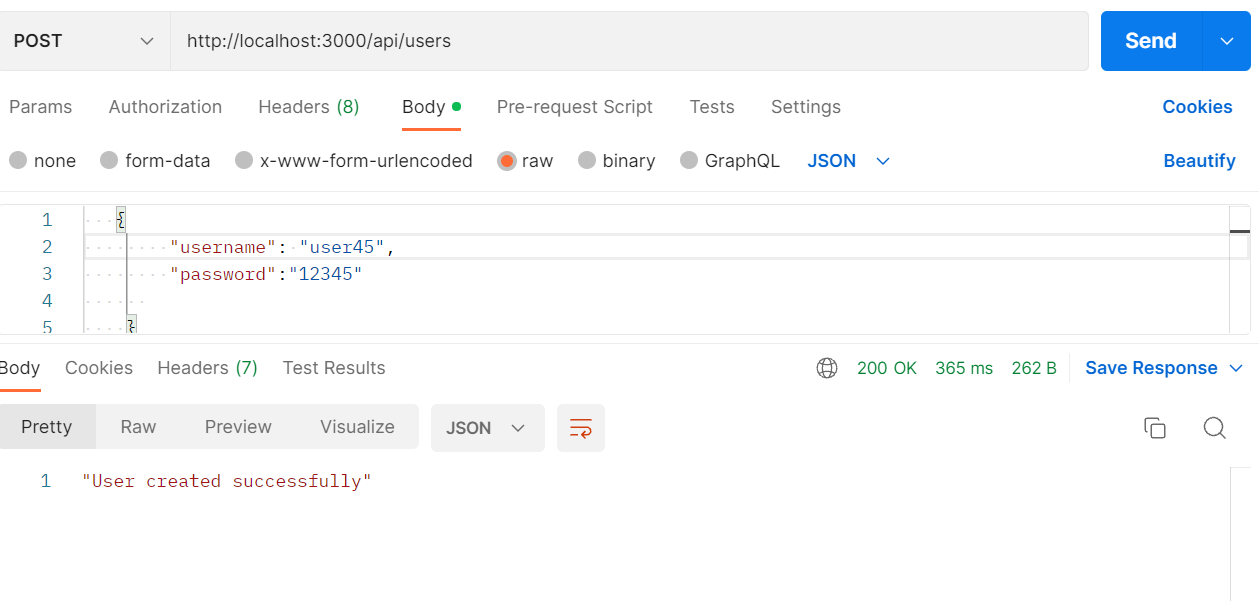 POST http://localhost:3000/api/users Send
Params Authorization Headers (8) Body Pre-request Script Tests Settings Cookies
none form-data x-www-form-urlencoded raw binary GraphQL JSON Beautify
1 {
2 "username": "user45",
3 "password":"12345"
4
5 }
Body Cookies Headers (7) Test Results 200 OK 365 ms 262 B Save Response
Pretty Raw Preview Visualize JSON
1 "User created successfully"